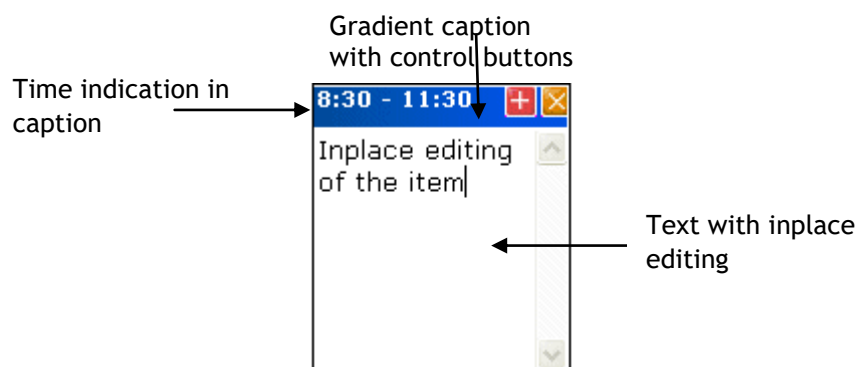 Gradient caption
with control buttons
Time indication in
caption
8:30 - 11:30
Inplace editing
of the item
Text with inplace
editing